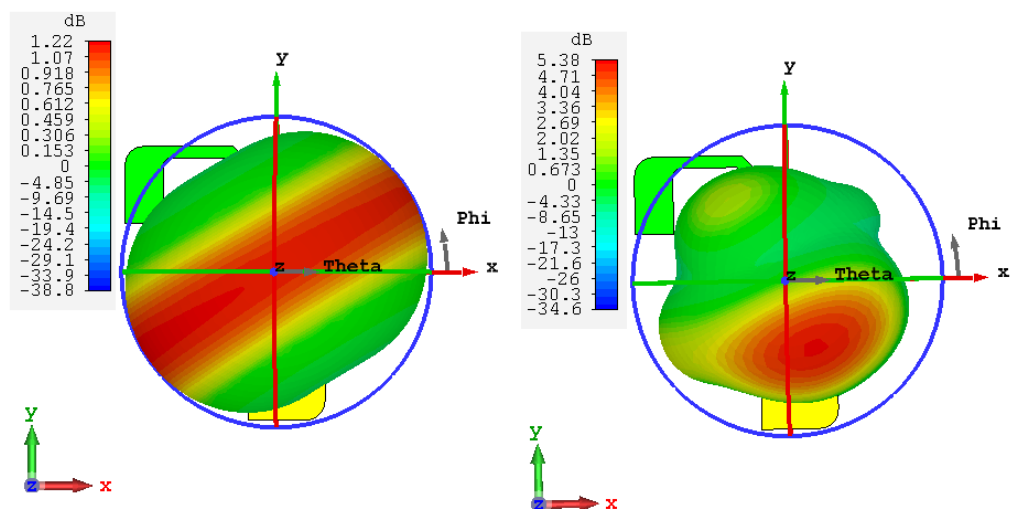 dB
1.22
1.07
0.918
0.765
0.612
0.459
0.306
0.153
0
-4.85
-9.69
-14.5
-19.4
-24.2
-29.1
-33.9
-38.8
y
Phi
z
Theta
x
y
z
x
dB
5.38
4.71
4.04
3.36
2.69
2.02
1.35
0.673
0
-4.33
-8.65
-13
-17.3
-21.6
-26
-30.3
-34.6
y
Phi
z
Theta
x
y
z
x